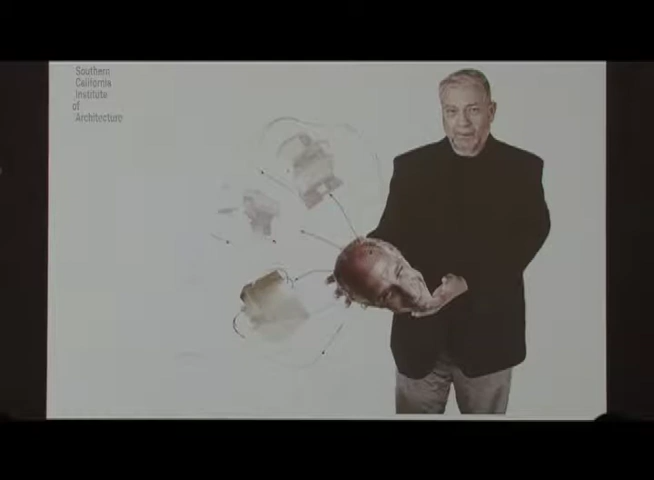 Southern
California
Institute
of
Architecture